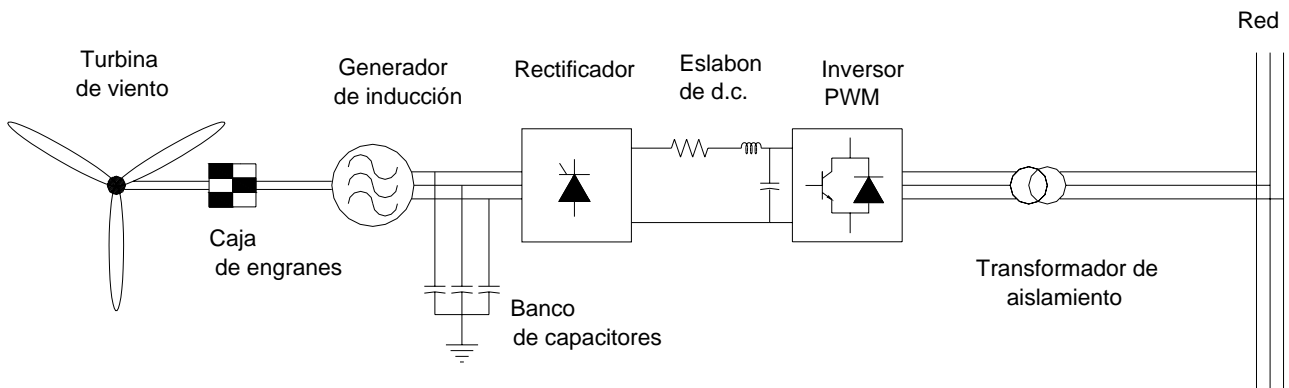 Red
Turbina
de viento
Generador
de inducción
Rectificador
Eslabon
de d.c.
Inversor
PWM
Caja
de engranes
Banco
de capacitores
Transformador de
aislamiento